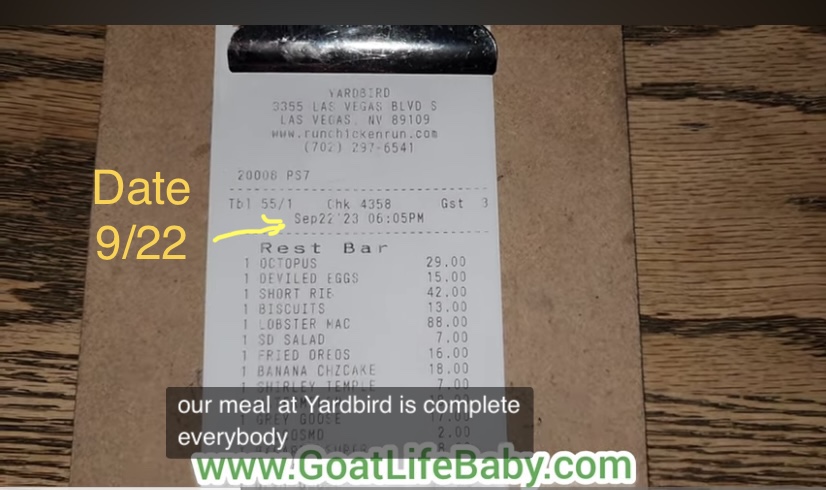 YARDBIRD
3355 LAS VEGAS BLVD S
LAS VEGAS, NV 89109
www.runchickenrun.com
(702) 297-6541
20008 PS7
Tbl 55/1 Chk 4358 Gst 3
Sep22'23 06:05PM
Date
9/22
Rest Bar
1 OCTOPUS 29.00
1 DEVILED EGGS 15.00
1 SHORT RIB 42.00
1 BISCUITS 13.00
1 LOBSTER MAC 88.00
1 SD SALAD 7.00
1 FRIED OREOS 16.00
1 BANANA CHZCAKE 18.00
1 SHIRLEY TEMPLE 7.00
GREY GOOSE 17.00
2.00
our meal at Yardbird is complete
everybody
www.GoatLifeBaby.com